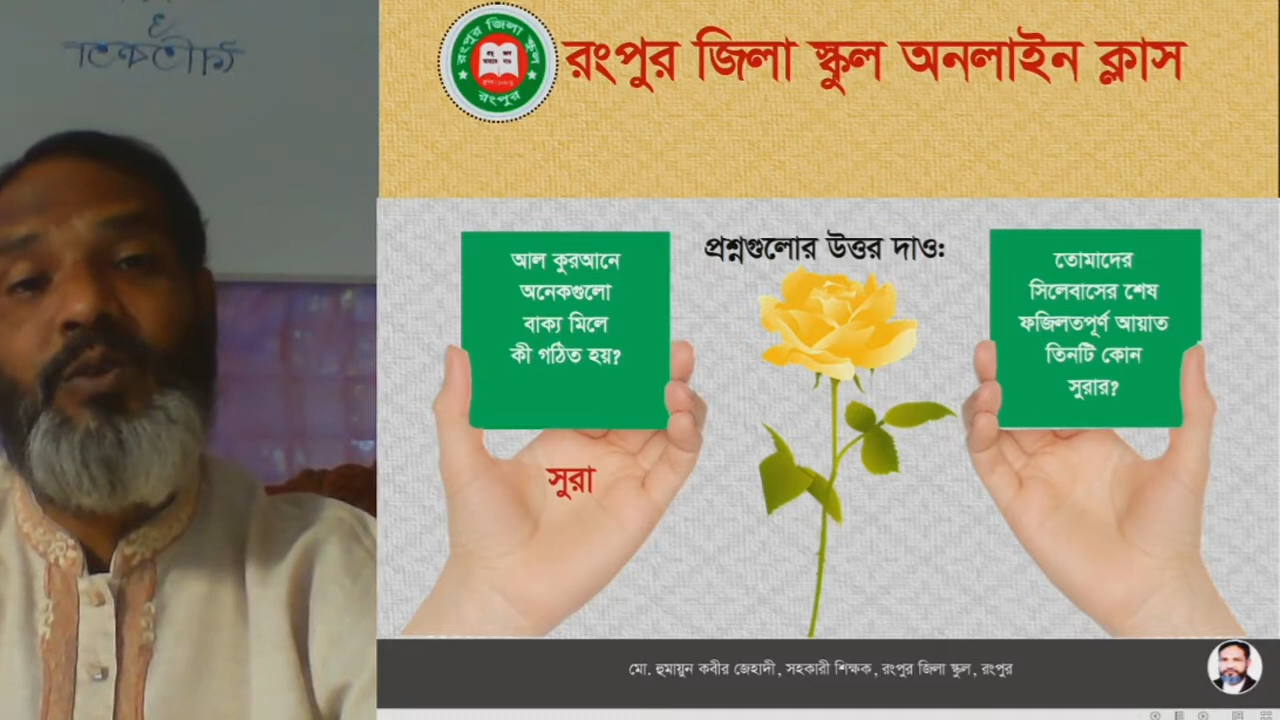 রংপুর জিলা স্কুল অনলাইন ক্লাস
রংপুর জিলা স্কুল
রংপুর
প্রশ্নগুলোর উত্তর দাও:
আল কুরআনে
অনেকগুলো
বাক্য মিলে
কী গঠিত হয়?
সুরা
তোমাদের
সিলেবাসের শেষ
ফজিলতপূর্ণ আয়াত
তিনটি কোন
সুরার?
মো. হুমায়ুন কবীর জেহাদী, সহকারী শিক্ষক, রংপুর জিলা স্কুল, রংপুর